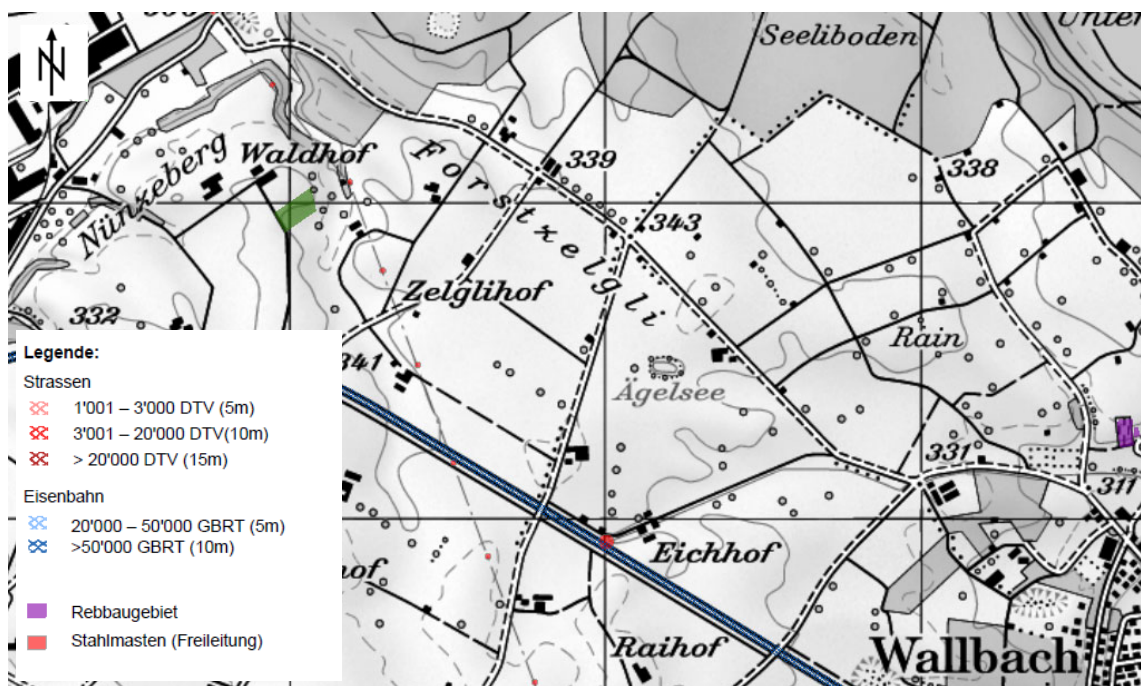 Seeliboden
N
339
338
Waldhof
Forstzelgli
Nünzeberg
343
Zelglihof
332
Rain
341
Ägelsee
331
311
Eichhof
Raihof
Wallbach
Legende:
Strassen
1'001 – 3'000 DTV (5m)
3'001 – 20'000 DTV(10m)
> 20'000 DTV (15m)
Eisenbahn
20'000 – 50'000 GBRT (5m)
>50'000 GBRT (10m)
Rebbaugebiet
Stahlmasten (Freileitung)